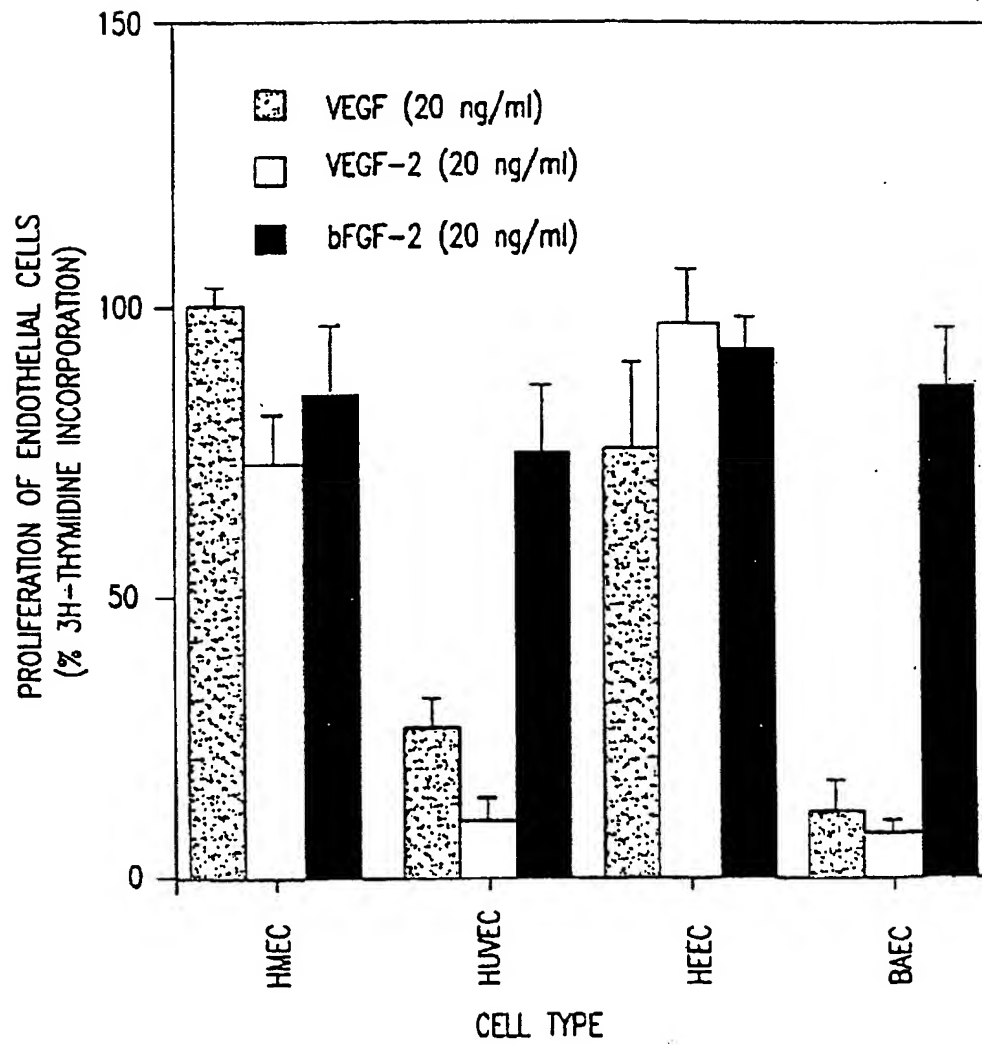 150
VEGF (20 ng/ml)
VEGF-2 (20 ng/ml)
bFGF-2 (20 ng/ml)
PROLIFERATION OF ENDOTHELIAL CELLS
(% 3H-THYMIDINE INCORPORATION)
100
50
0
HMEC
HUVEC
HEEC
BAEC
CELL TYPE